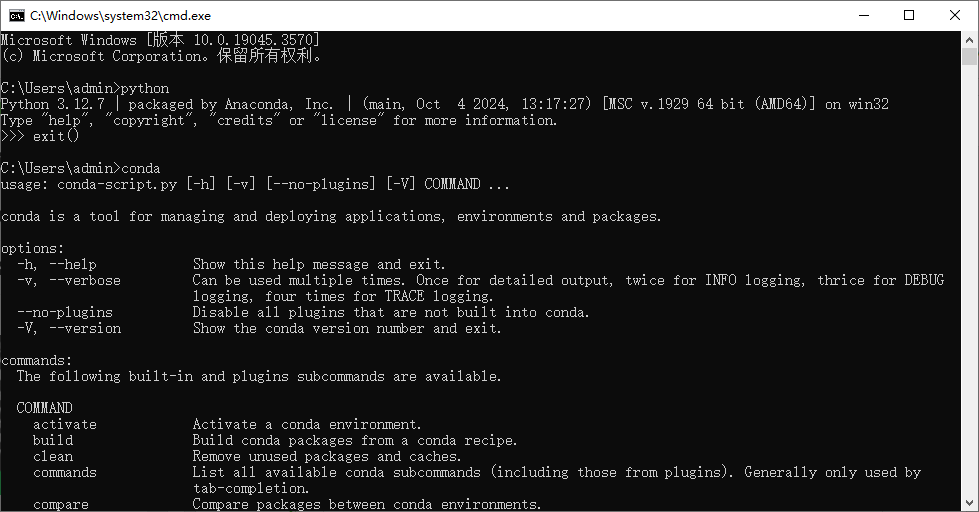 C:\Windows\system32\cmd.exe
Microsoft Windows [版本 10.0.19045.3570]
(c) Microsoft Corporation。保留所有权利。
C:\Users\admin>python
Python 3.12.7 | packaged by Anaconda, Inc. | (main, Oct  4 2024, 13:17:27) [MSC v.1929 64 bit (AMD64)] on win32
Type "help", "copyright", "credits" or "license" for more information.
>>> exit()
C:\Users\admin>conda
usage: conda-script.py [-h] [-v] [--no-plugins] [-V] COMMAND ...
conda is a tool for managing and deploying applications, environments and packages.
options:
  -h, --help            Show this help message and exit.
  -v, --verbose         Can be used multiple times. Once for detailed output, twice for INFO logging, thrice for DEBUG
                        logging, four times for TRACE logging.
  --no-plugins          Disable all plugins that are not built into conda.
  -V, --version         Show the conda version number and exit.
commands:
  The following built-in and plugins subcommands are available.
  COMMAND
    activate            Activate a conda environment.
    build               Build conda packages from a conda recipe.
    clean               Remove unused packages and caches.
    commands            List all available conda subcommands (including those from plugins). Generally only used by
                        tab-completion.
    compare             Compare packages between conda environments.